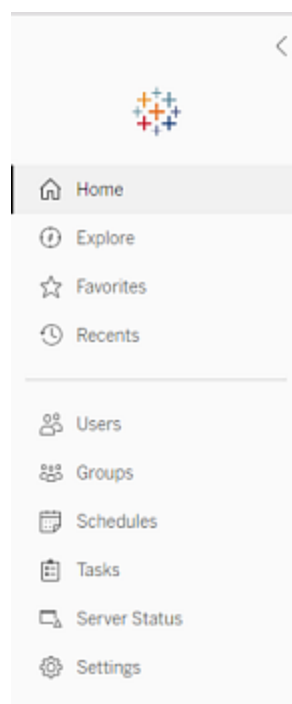 Home
Explore
Favorites
Recents
Users
Groups
Schedules
Tasks
Server Status
Settings